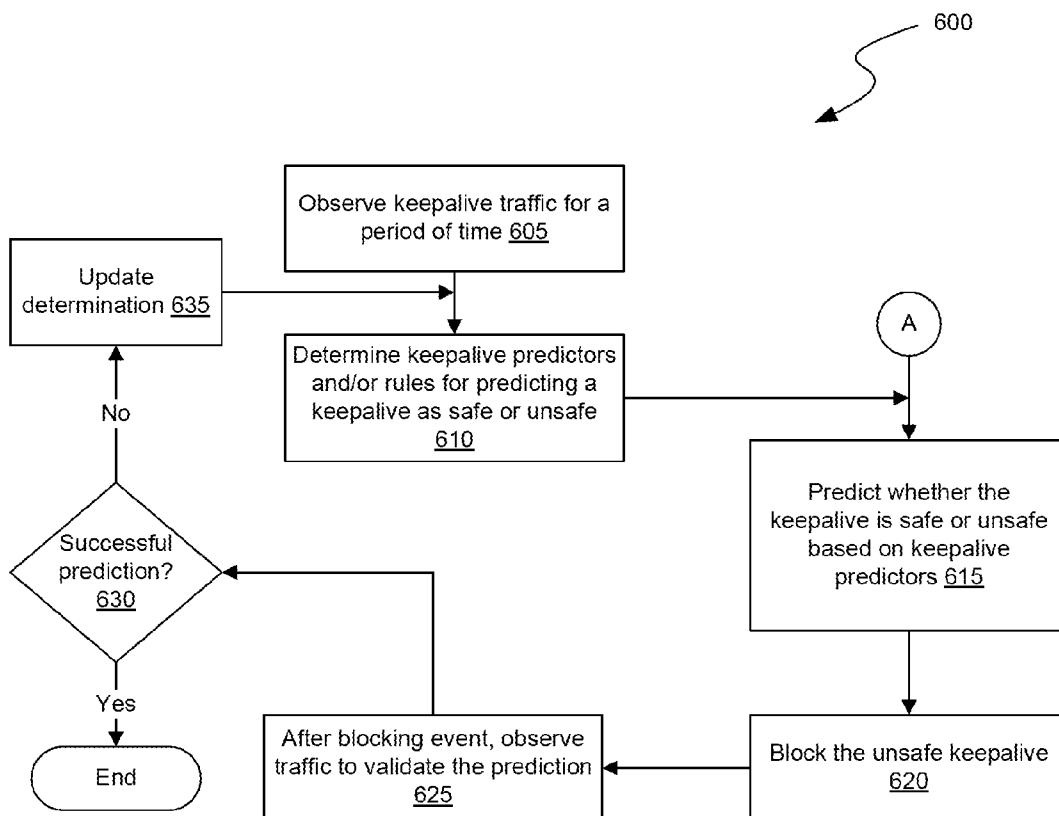 600
Observe keepalive traffic for a
period of time 605
Update
determination 635
A
Determine keepalive predictors
and/or rules for predicting a
keepalive as safe or unsafe
610
No
Predict whether the
keepalive is safe or unsafe
based on keepalive
predictors 615
Successful
prediction?
630
Yes
After blocking event, observe
traffic to validate the prediction
625
Block the unsafe keepalive
620
End